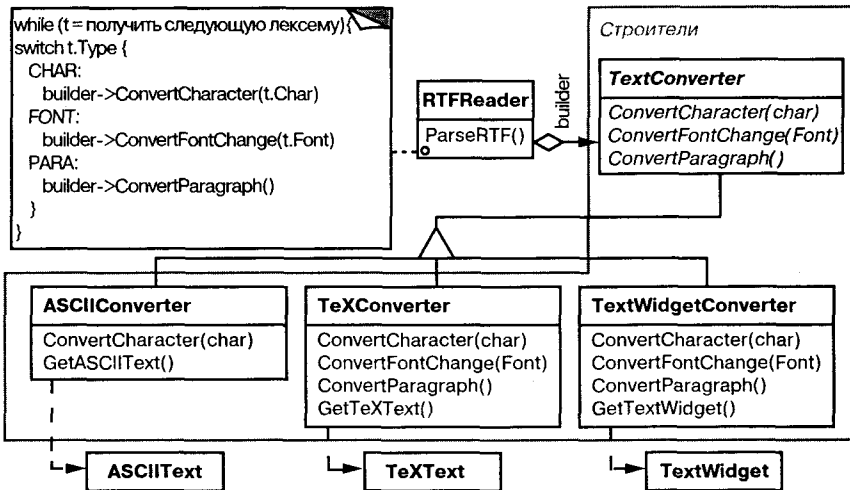 while (t = получить следующую лексему) {
switch t.Type {
CHAR:
builder->ConvertCharacter(t.Char)
FONT:
builder->ConvertFontChange(t.Font)
PARA:
builder->ConvertParagraph()
}
}
RTFReader
ParseRTF()
builder
Строители
TextConverter
ConvertCharacter(char)
ConvertFontChange(Font)
ConvertParagraph()
ASCIIConverter
ConvertCharacter(char)
GetASCIIText()
TeXConverter
ConvertCharacter(char)
ConvertFontChange(Font)
ConvertParagraph()
GetTeXText()
TextWidgetConverter
ConvertCharacter(char)
ConvertFontChange(Font)
ConvertParagraph()
GetTextWidget()
ASCIIText
TeXText
TextWidget